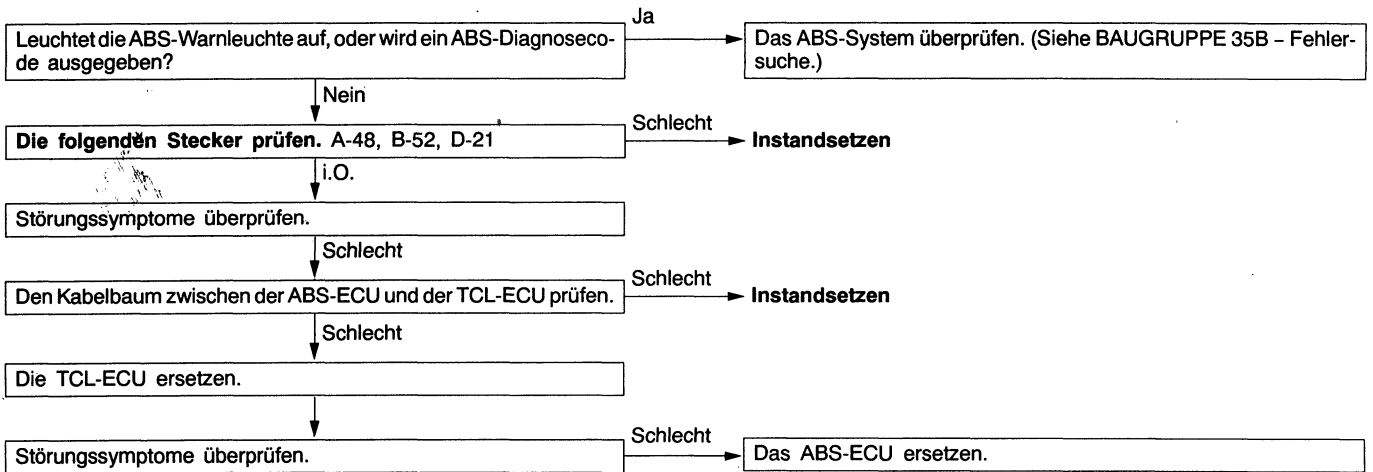 Ja
Leuchtet die ABS-Warnleuchte auf, oder wird ein ABS-Diagnoseco-
de ausgegeben?
Das ABS-System überprüfen. (Siehe BAUGRUPPE 35B – Fehler-
suche.)
Nein
Die folgenden Stecker prüfen. A-48, B-52, D-21
Schlecht
Instandsetzen
i.O.
Störungssymptome überprüfen.
Schlecht
Den Kabelbaum zwischen der ABS-ECU und der TCL-ECU prüfen.
Schlecht
Instandsetzen
Schlecht
Die TCL-ECU ersetzen.
Störungssymptome überprüfen.
Schlecht
Das ABS-ECU ersetzen.